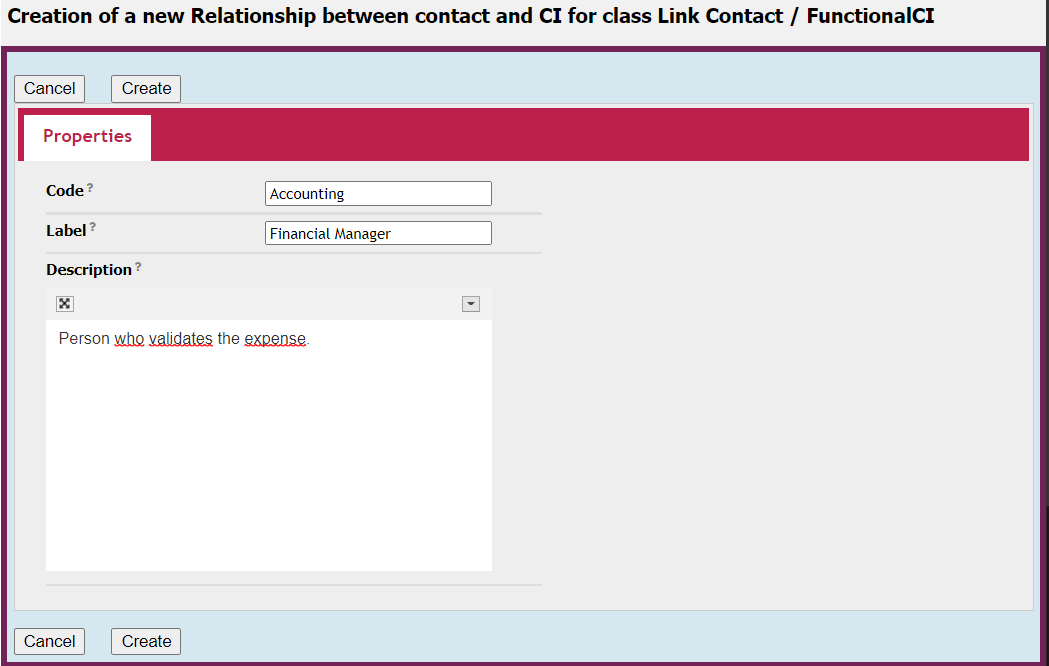 Creation of a new Relationship between contact and CI for class Link Contact / FunctionalCI
Cancel Create
Properties
Code ? Accounting
Label ? Financial Manager
Description ?
Person who validates the expense.
Cancel Create